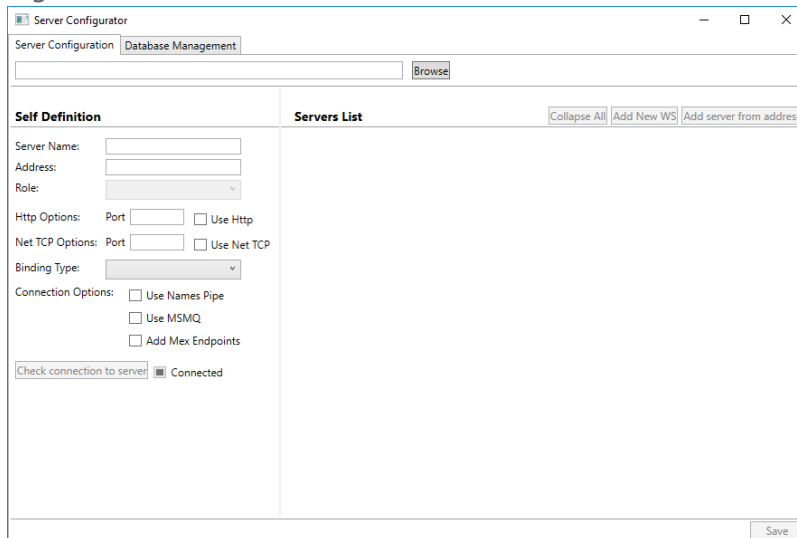 Server Configurator
Server Configuration Database Management
Browse
Self Definition
Servers List
Collapse All Add New WS Add server from addres
Server Name:
Address:
Role:
Http Options: Port Use Http
Net TCP Options: Port Use Net TCP
Binding Type:
Connection Options: Use Names Pipe
Use MSMQ
Add Mex Endpoints
Check connection to server Connected
Save